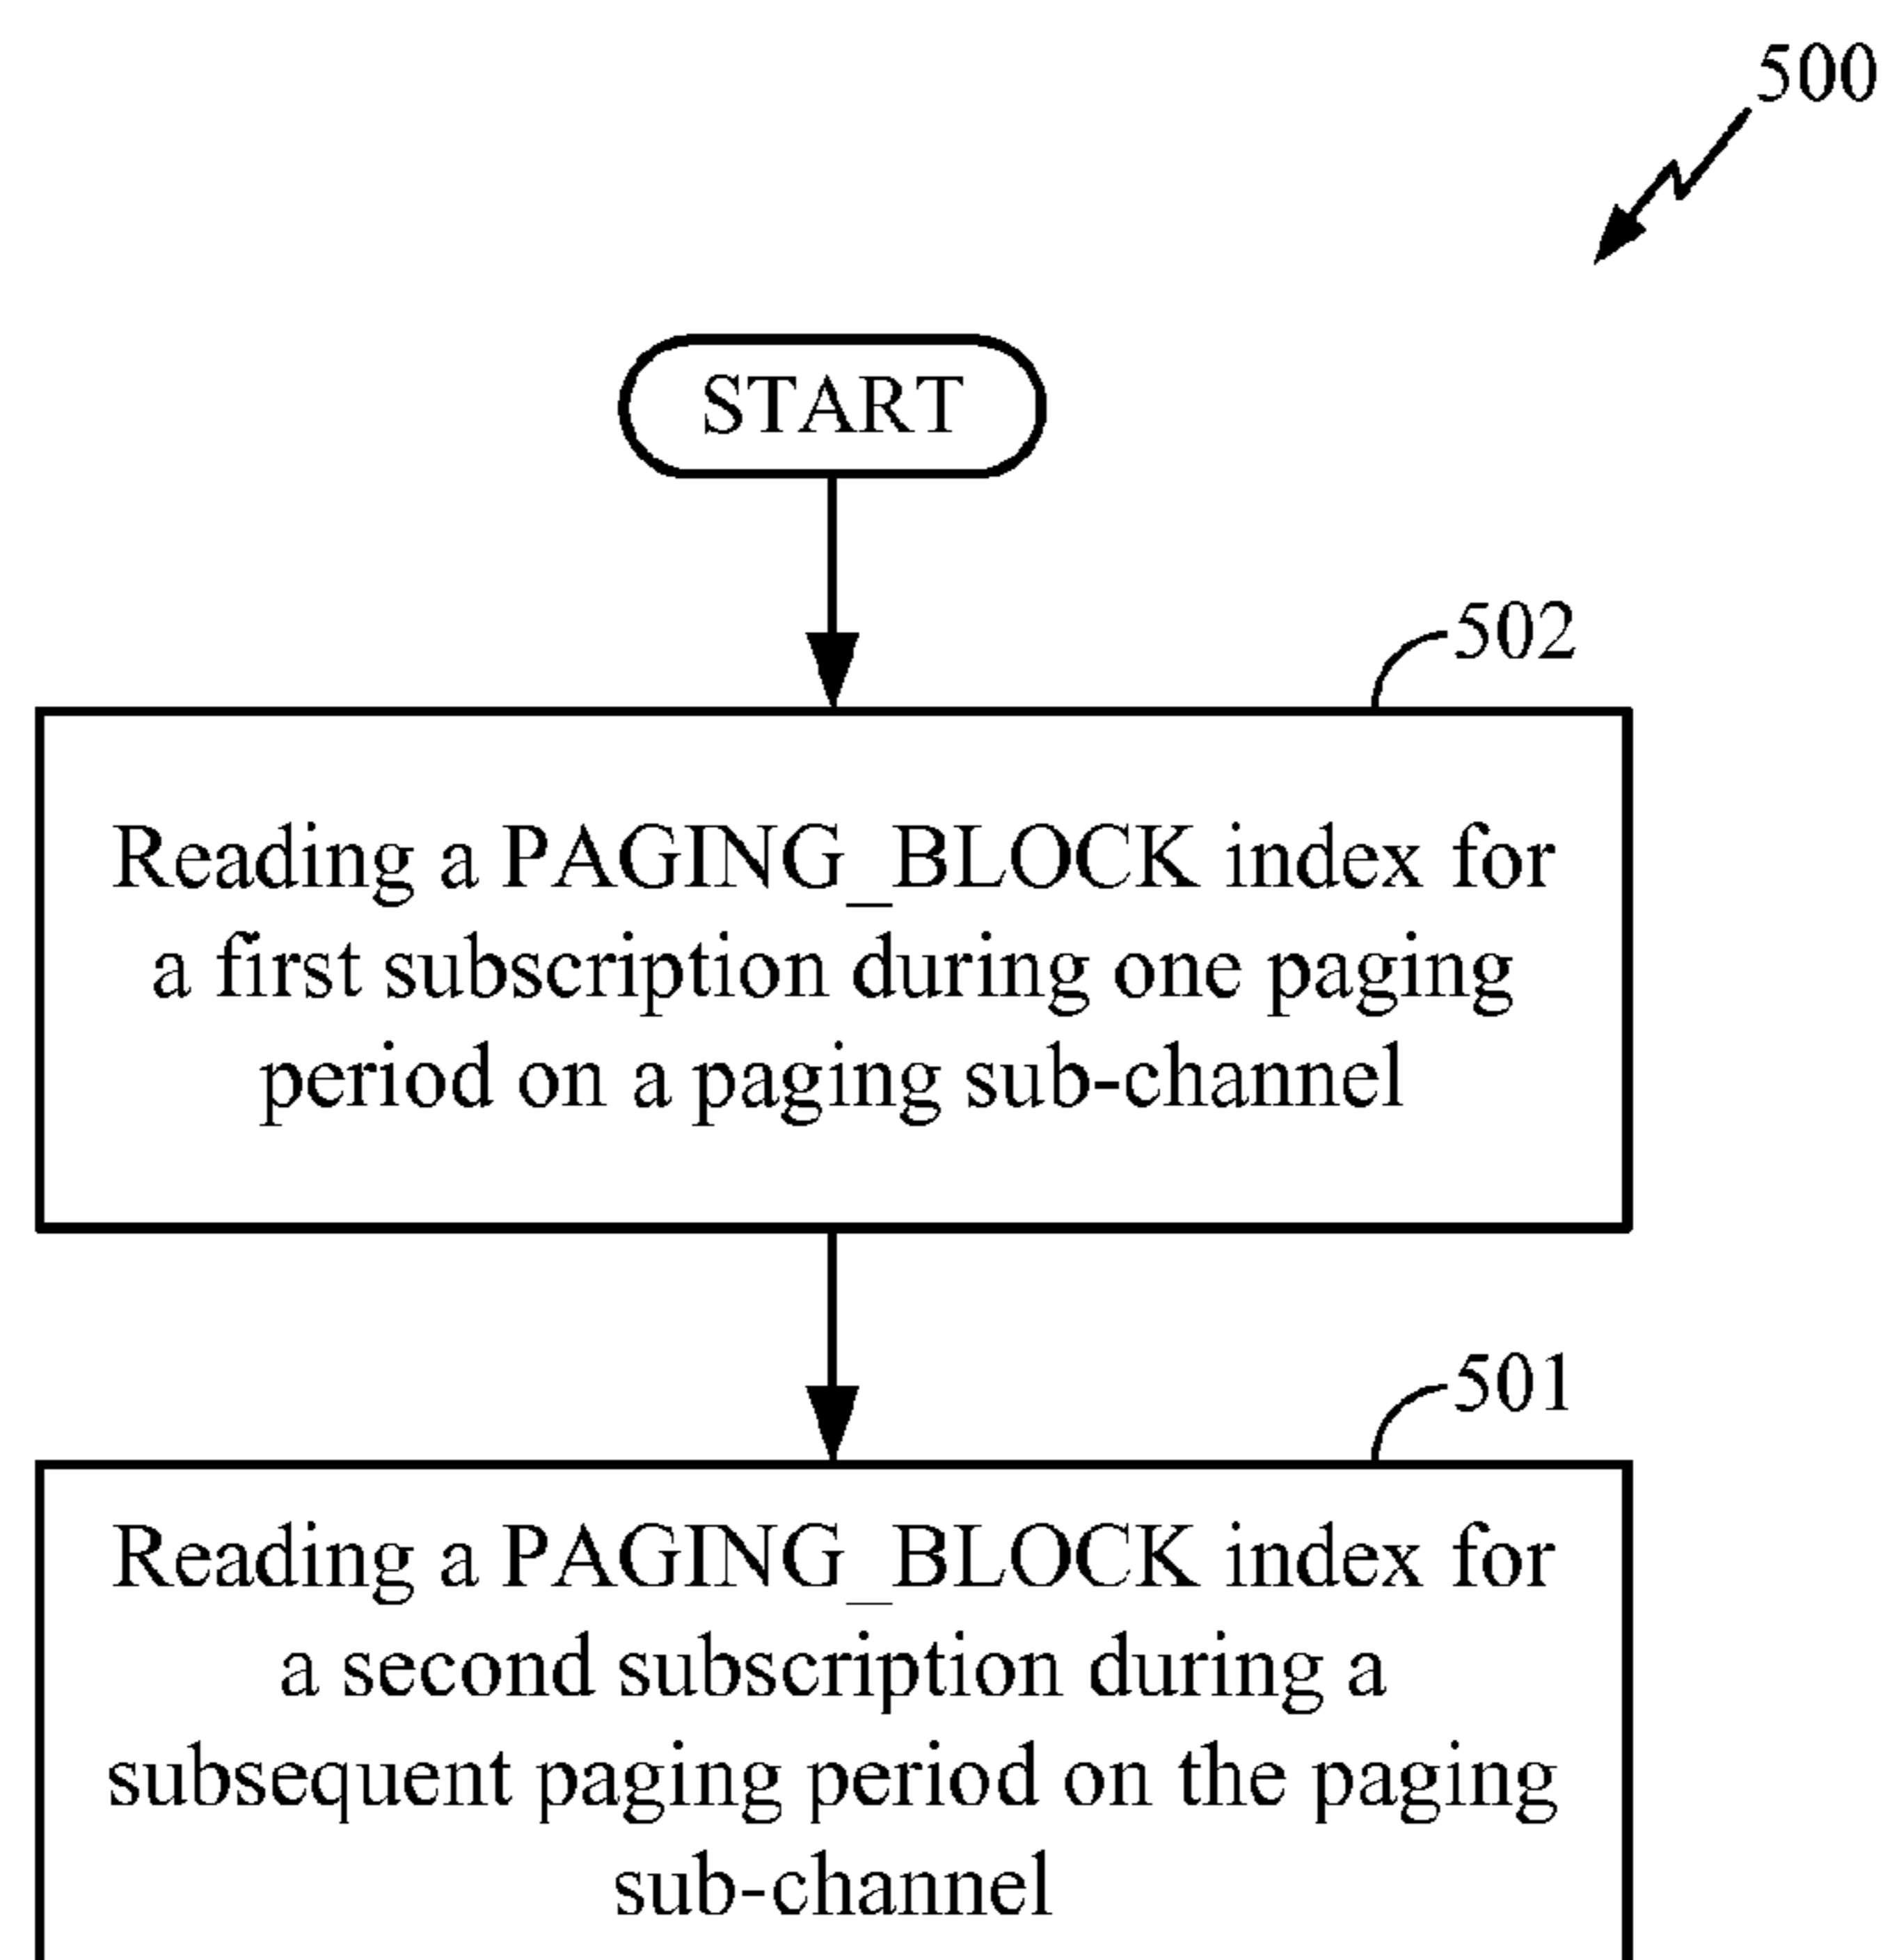 500
START
502
Reading a PAGING_BLOCK index for
a first subscription during one paging
period on a paging sub-channel
501
Reading a PAGING_BLOCK index for
a second subscription during a
subsequent paging period on the paging
sub-channel